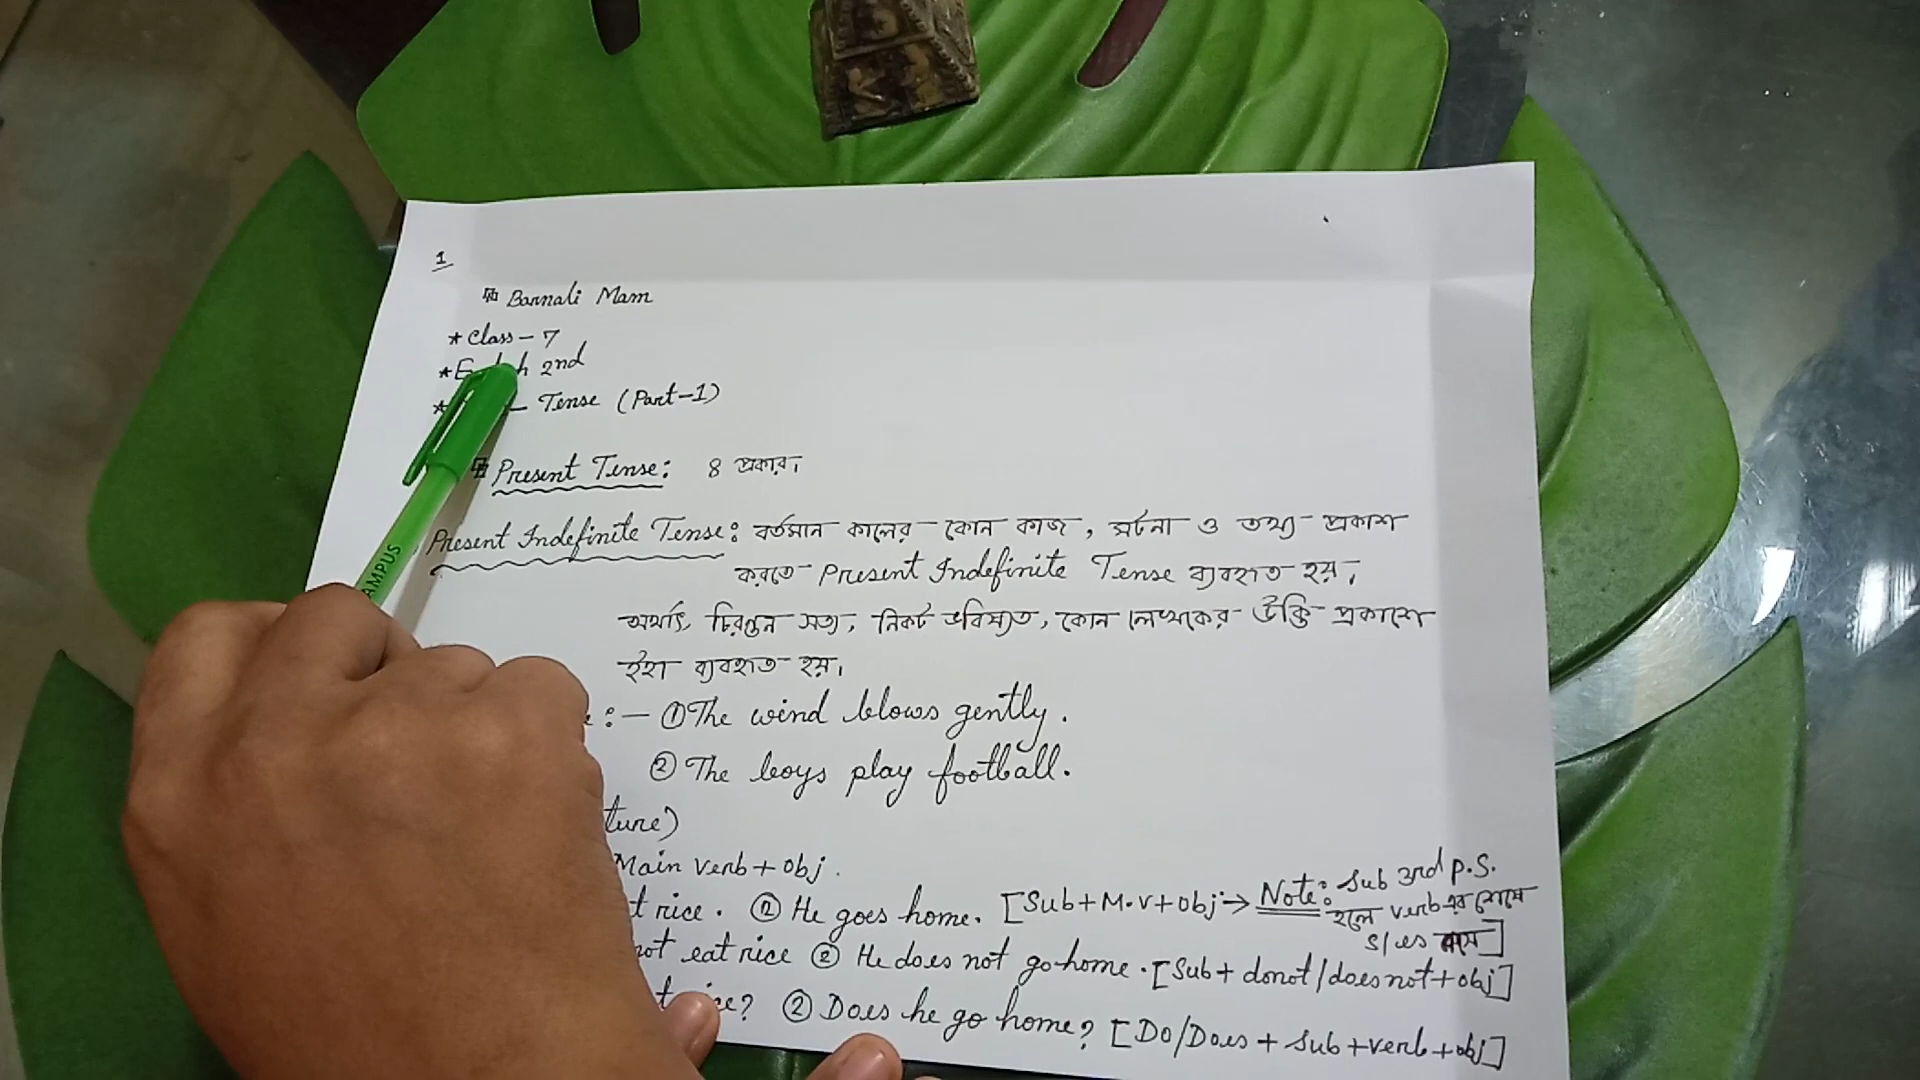 1
Barnali Mam
* Class - 7
* 2nd
* - Tense (Part-1)
Present Tense: 8 প্রকার।
Present Indefinite Tense: বর্তমান কালের কোন কাজ, ঘটনা ও তথ্য প্রকাশ
করতে Present Indefinite Tense ব্যবহৃত হয়।
অর্থাৎ, চিরন্তন সত্য, নিকট ভবিষ্যত, কোন লেখকের উক্তি প্রকাশে
ইহা ব্যবহৃত হয়।
:- ① The wind blows gently.
② The boys play football.
Main verb + obj.
rice. ② He goes home. [Sub + M.v + obj → Note: Sub 3rd p.s.
হলে verb এর শেষে
s/es বসে]
not eat rice ② He does not go home. [Sub + donot/does not + obj]
② Does he go home? [Do/Does + sub + verb + obj]
AMPUS